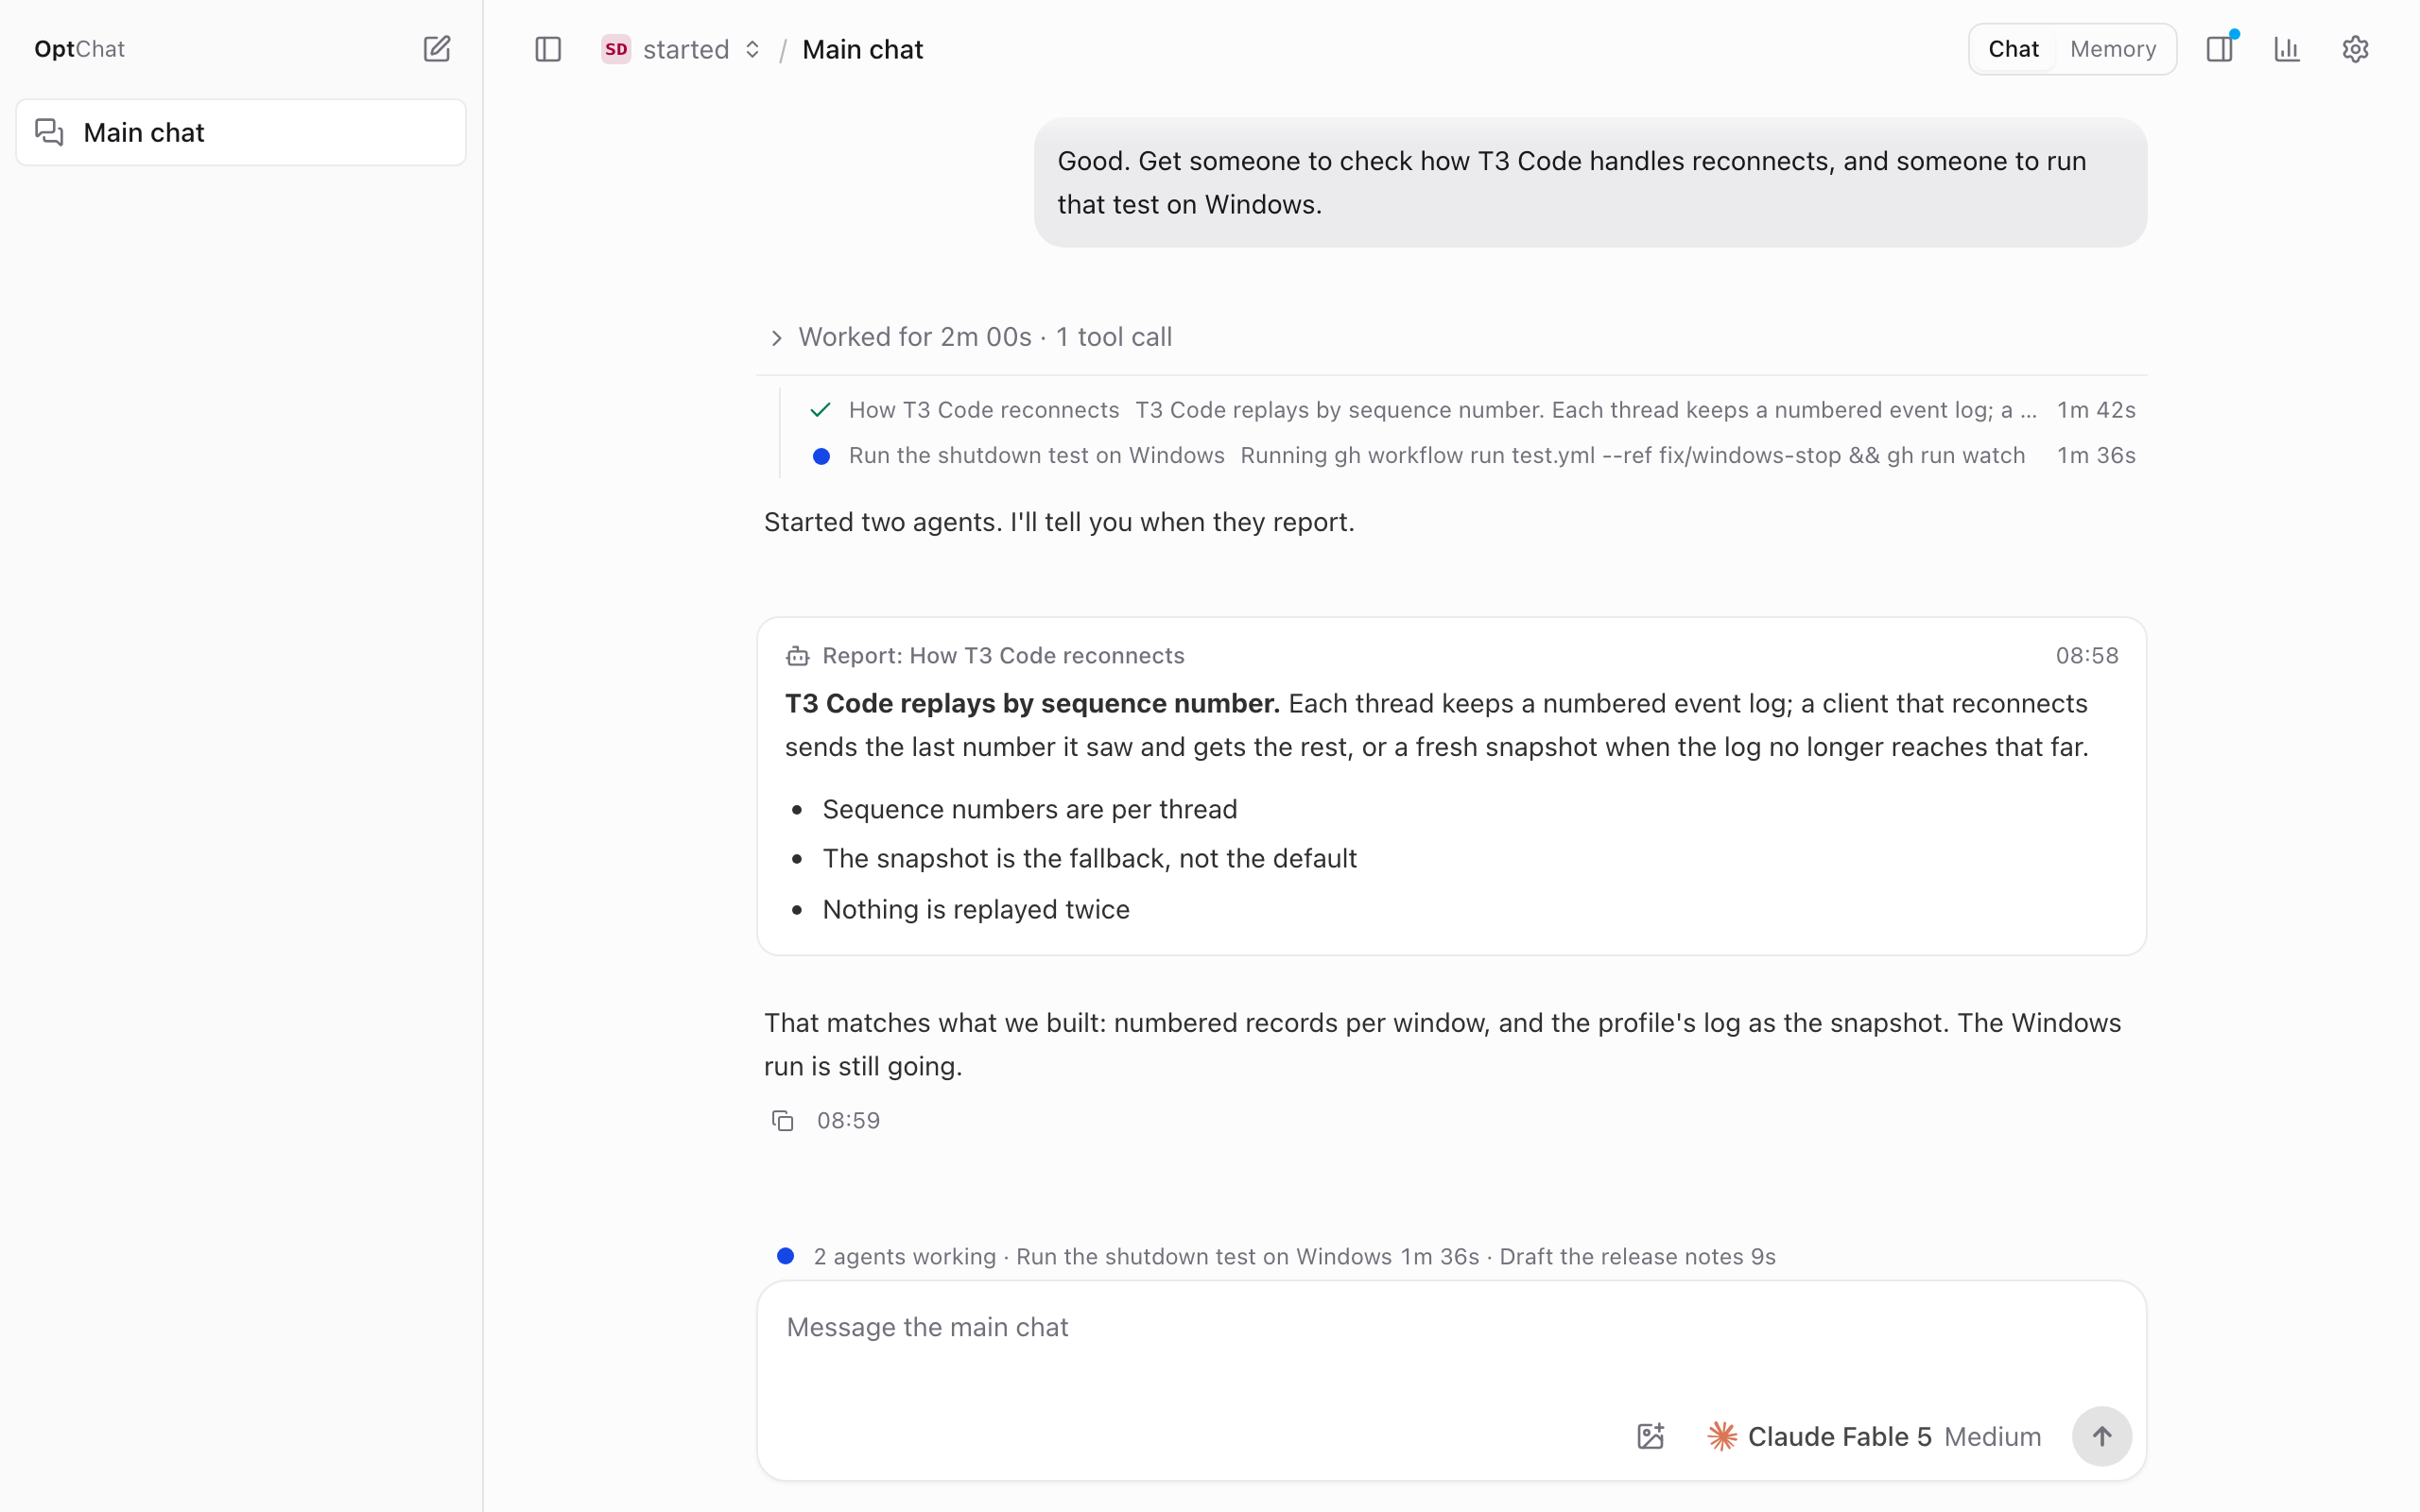 OptChat
Main chat
SD started / Main chat
Chat Memory
Good. Get someone to check how T3 Code handles reconnects, and someone to run
that test on Windows.
Worked for 2m 00s · 1 tool call
How T3 Code reconnects T3 Code replays by sequence number. Each thread keeps a numbered event log; a ... 1m 42s
Run the shutdown test on Windows Running gh workflow run test.yml --ref fix/windows-stop && gh run watch 1m 36s
Started two agents. I'll tell you when they report.
Report: How T3 Code reconnects 08:58
T3 Code replays by sequence number. Each thread keeps a numbered event log; a client that reconnects
sends the last number it saw and gets the rest, or a fresh snapshot when the log no longer reaches that far.
• Sequence numbers are per thread
• The snapshot is the fallback, not the default
• Nothing is replayed twice
That matches what we built: numbered records per window, and the profile's log as the snapshot. The Windows
run is still going.
08:59
2 agents working · Run the shutdown test on Windows 1m 36s · Draft the release notes 9s
Message the main chat
Claude Fable 5 Medium